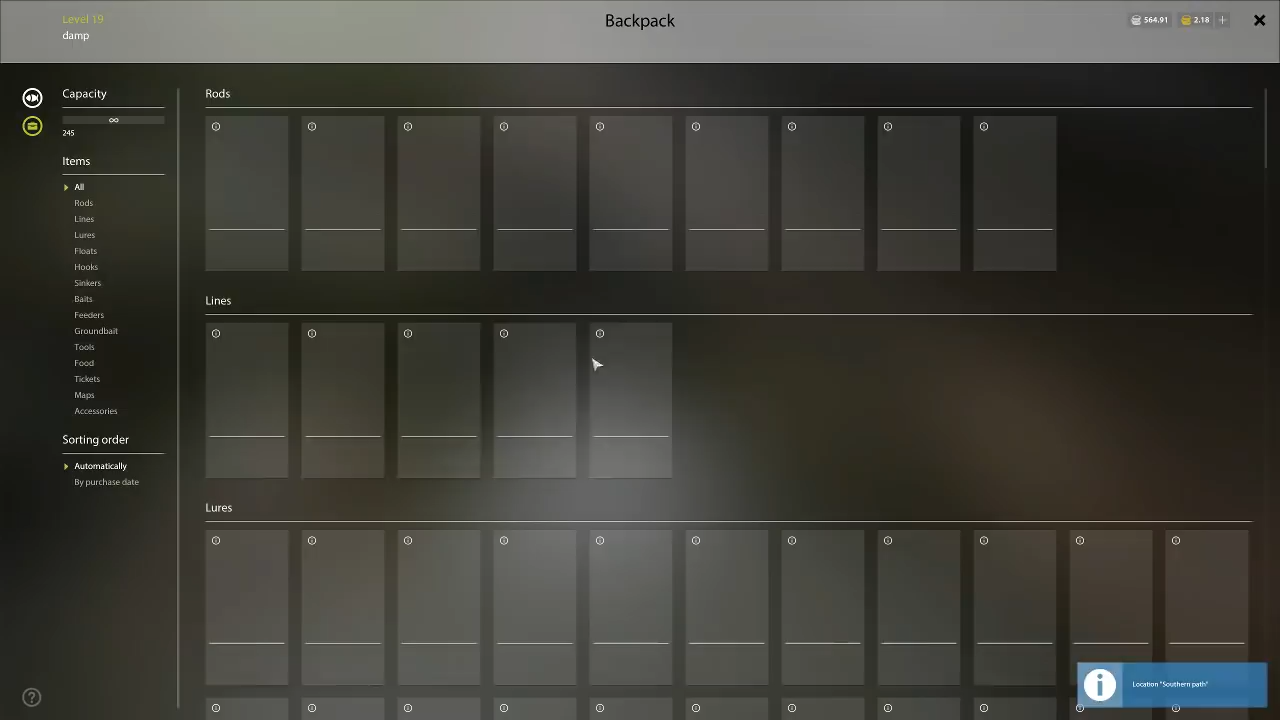 Level 19
damp
Backpack
564.91
2.18
+
Capacity
∞
245
Items
All
Rods
Lines
Lures
Floats
Hooks
Sinkers
Baits
Feeders
Groundbait
Tools
Food
Tickets
Maps
Accessories
Sorting order
Automatically
By purchase date
Rods
Lines
Lures
Location "Southern path"
?